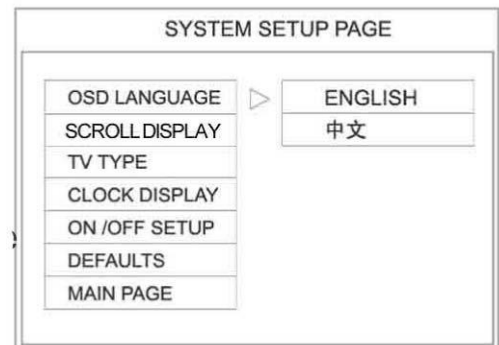 SYSTEM SETUP PAGE
OSD LANGUAGE
SCROLL DISPLAY
TV TYPE
CLOCK DISPLAY
ON /OFF SETUP
DEFAULTS
MAIN PAGE
ENGLISH
中文